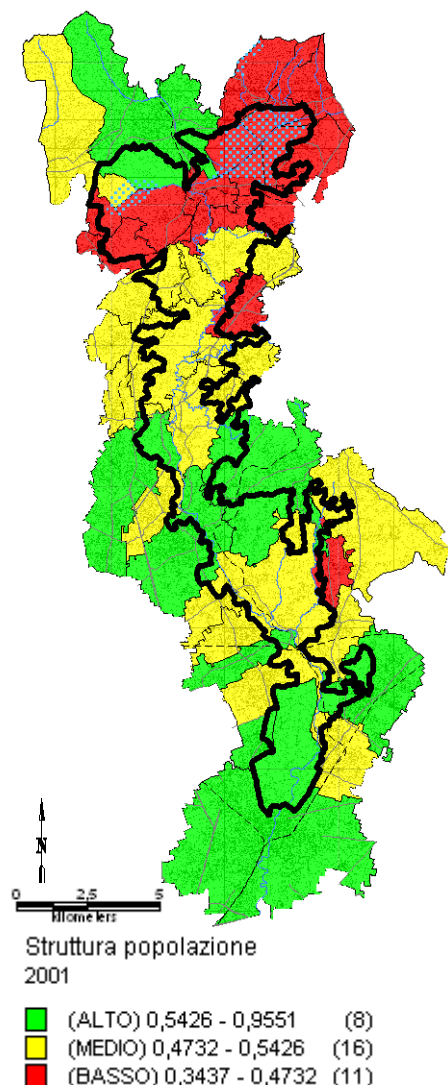 N
0 2,5 5
kilometers
Struttura popolazione
2001
(ALTO) 0,5426 - 0,9551 (8)
(MEDIO) 0,4732 - 0,5426 (16)
(BASSO) 0,3437 - 0,4732 (11)